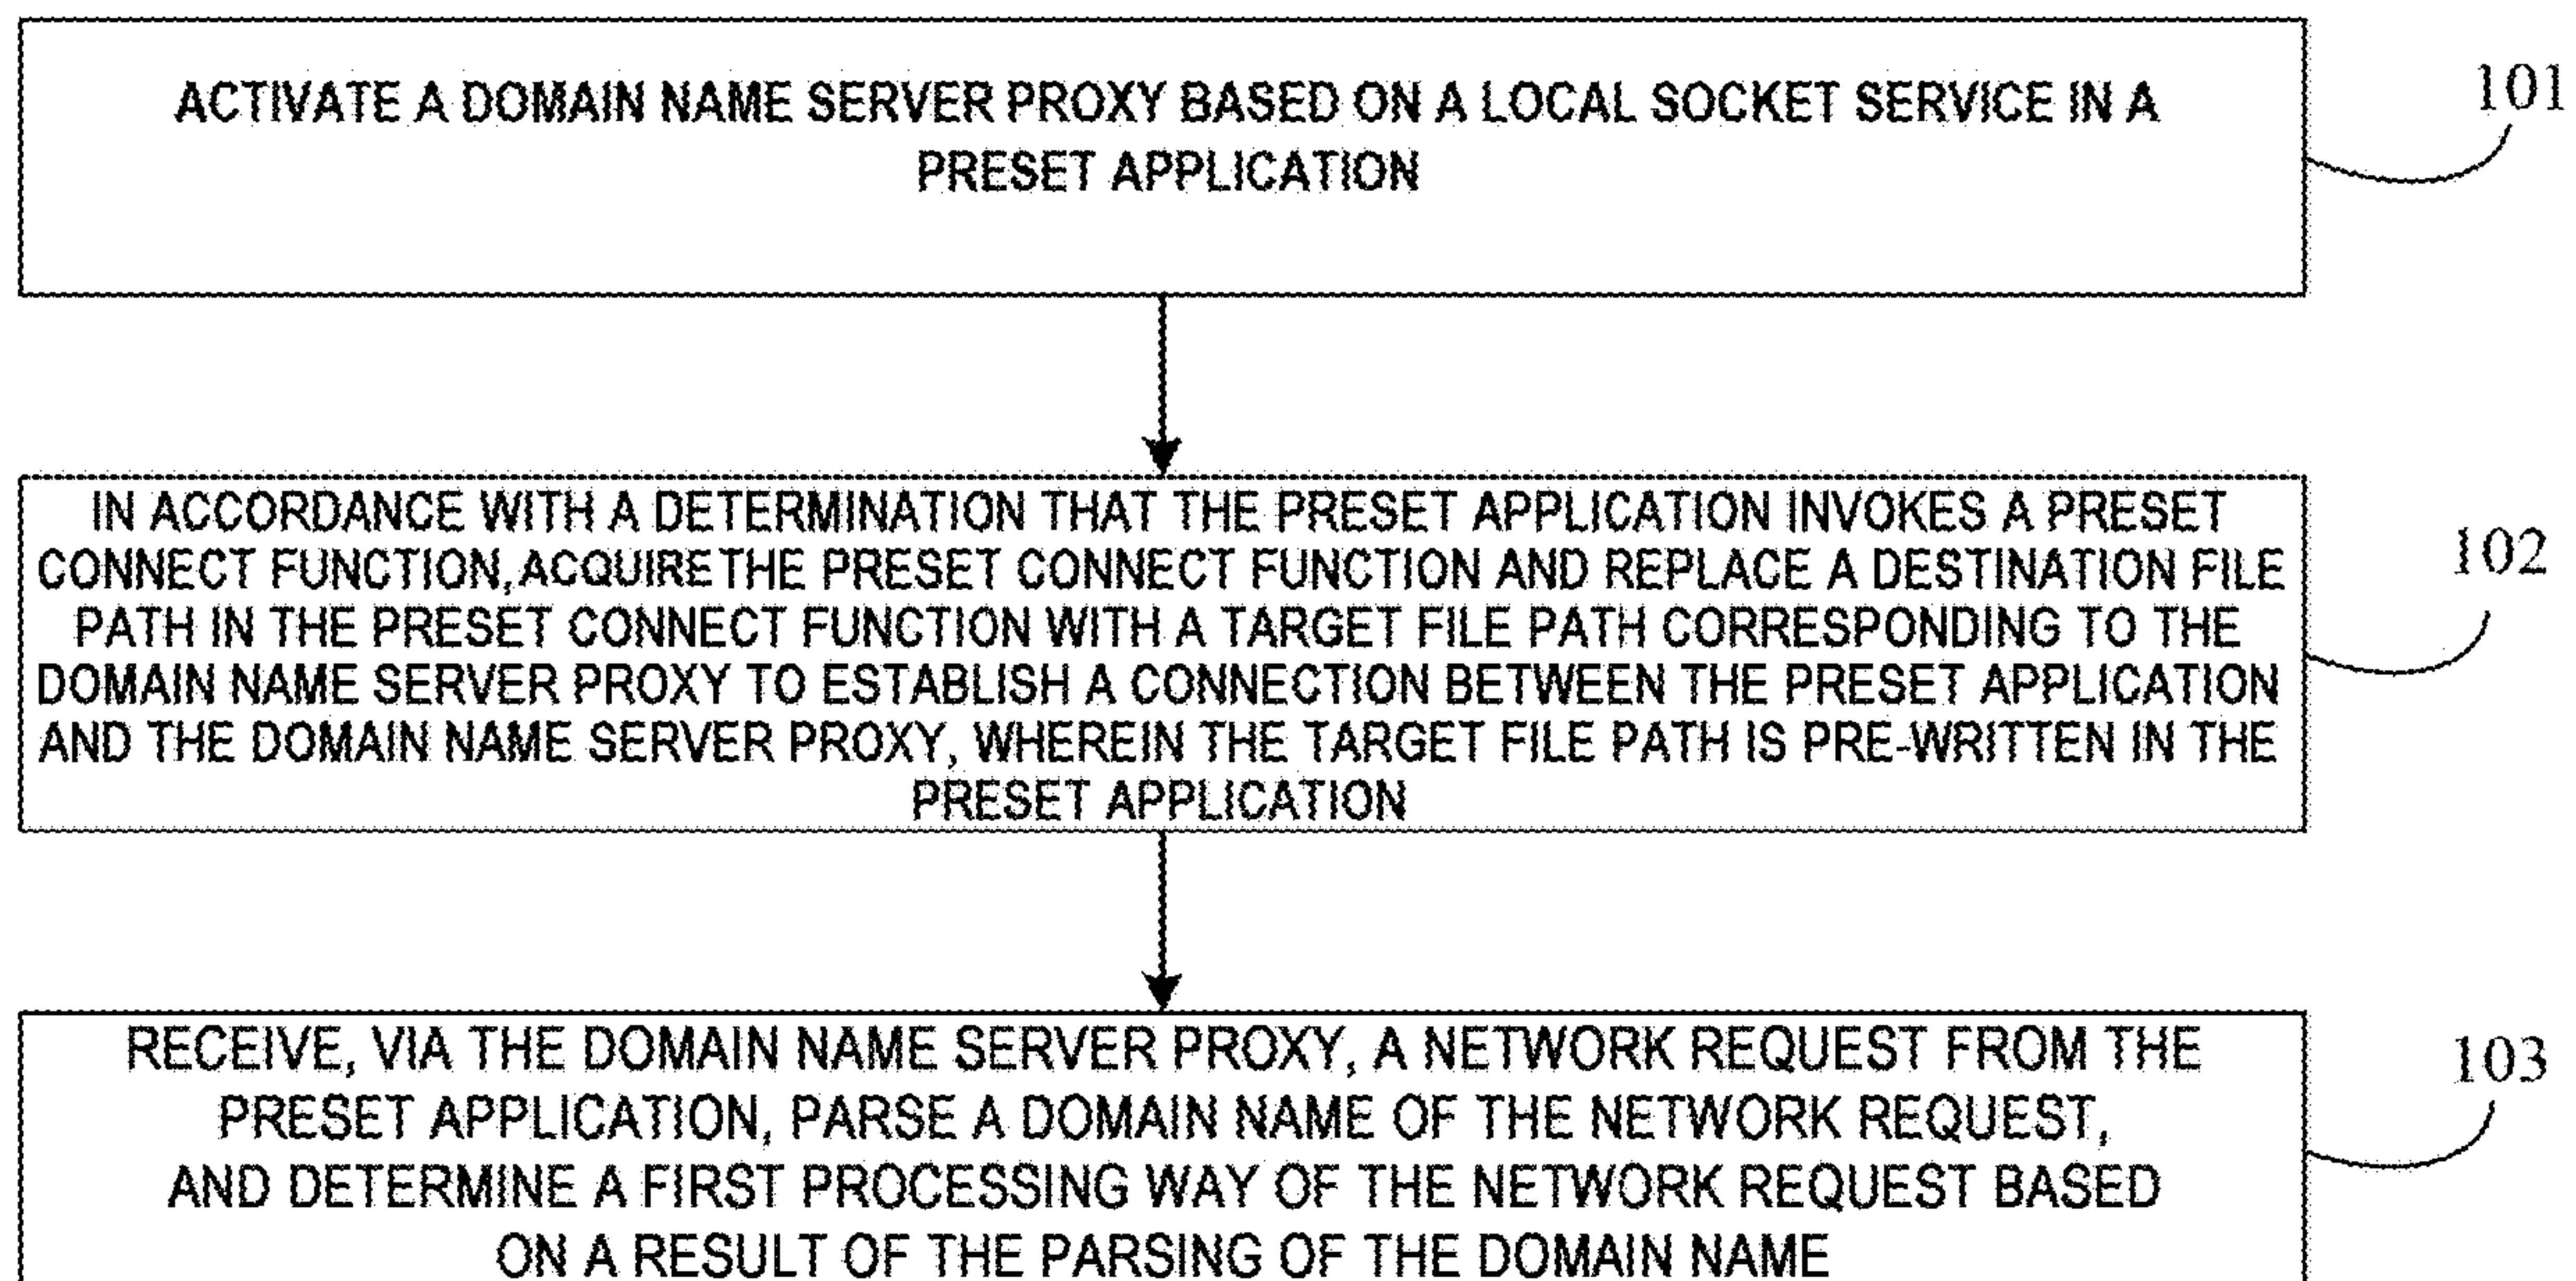 ACTIVATE A DOMAIN NAME SERVER PROXY BASED ON A LOCAL SOCKET SERVICE IN A
PRESET APPLICATION
101
IN ACCORDANCE WITH A DETERMINATION THAT THE PRESET APPLICATION INVOKES A PRESET
CONNECT FUNCTION, ACQUIRE THE PRESET CONNECT FUNCTION AND REPLACE A DESTINATION FILE
PATH IN THE PRESET CONNECT FUNCTION WITH A TARGET FILE PATH CORRESPONDING TO THE
DOMAIN NAME SERVER PROXY TO ESTABLISH A CONNECTION BETWEEN THE PRESET APPLICATION
AND THE DOMAIN NAME SERVER PROXY, WHEREIN THE TARGET FILE PATH IS PRE-WRITTEN IN THE
PRESET APPLICATION
102
RECEIVE, VIA THE DOMAIN NAME SERVER PROXY, A NETWORK REQUEST FROM THE
PRESET APPLICATION, PARSE A DOMAIN NAME OF THE NETWORK REQUEST,
AND DETERMINE A FIRST PROCESSING WAY OF THE NETWORK REQUEST BASED
ON A RESULT OF THE PARSING OF THE DOMAIN NAME
103